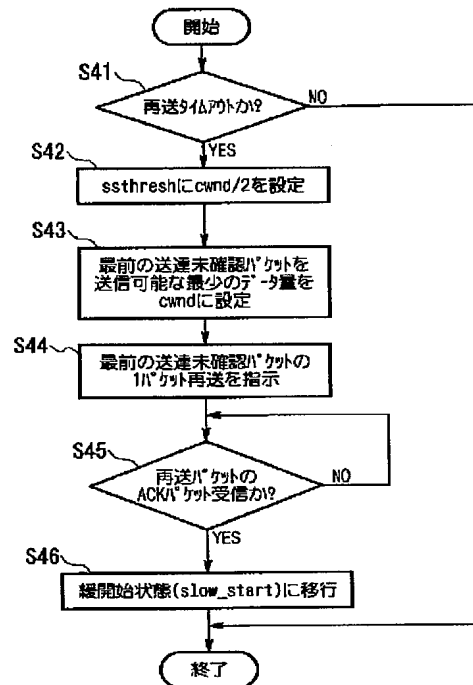 開始
S41
再送タイムアウトか?
NO
YES
S42
ssthreshにcwnd/2を設定
S43
最前の送達未確認パケットを
送信可能な最少のデータ量を
cwndに設定
S44
最前の送達未確認パケットの
1パケット再送を指示
S45
再送パケットの
ACKパケット受信か?
NO
YES
S46
緩開始状態(slow_start)に移行
終了